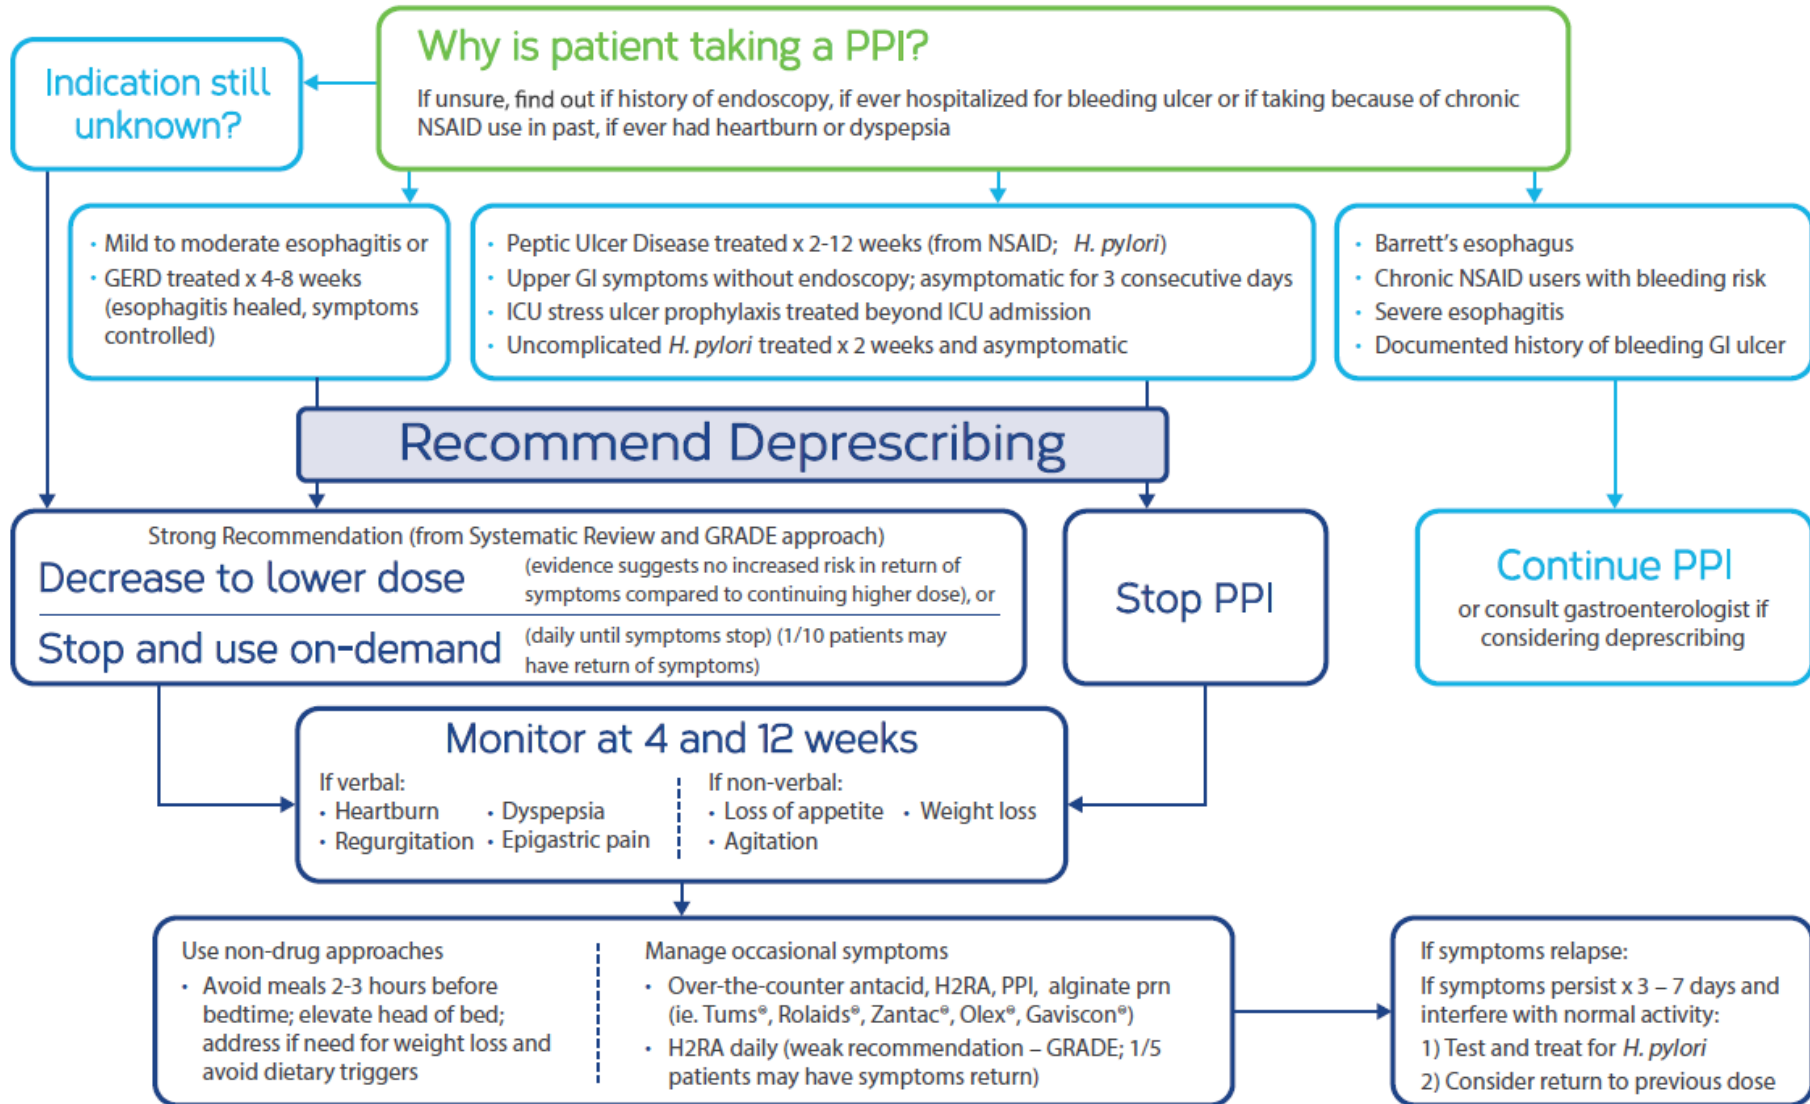 Why is patient taking a PPI?
If unsure, find out if history of endoscopy, if ever hospitalized for bleeding ulcer or if taking because of chronic
NSAID use in past, if ever had heartburn or dyspepsia
Indication still
unknown?
• Mild to moderate esophagitis or
• GERD treated x 4-8 weeks
(esophagitis healed, symptoms
controlled)
• Peptic Ulcer Disease treated x 2-12 weeks (from NSAID; H. pylori)
• Upper GI symptoms without endoscopy; asymptomatic for 3 consecutive days
• ICU stress ulcer prophylaxis treated beyond ICU admission
• Uncomplicated H. pylori treated x 2 weeks and asymptomatic
• Barrett's esophagus
• Chronic NSAID users with bleeding risk
• Severe esophagitis
• Documented history of bleeding GI ulcer
Recommend Deprescribing
Strong Recommendation (from Systematic Review and GRADE approach)
Decrease to lower dose
(evidence suggests no increased risk in return of
symptoms compared to continuing higher dose), or
Stop and use on-demand
(daily until symptoms stop) (1/10 patients may
have return of symptoms)
Stop PPI
Continue PPI
or consult gastroenterologist if
considering deprescribing
Monitor at 4 and 12 weeks
If verbal:
• Heartburn • Dyspepsia
• Regurgitation • Epigastric pain
If non-verbal:
• Loss of appetite • Weight loss
• Agitation
Use non-drug approaches
• Avoid meals 2-3 hours before
bedtime; elevate head of bed;
address if need for weight loss and
avoid dietary triggers
Manage occasional symptoms
• Over-the-counter antacid, H2RA, PPI, alginate prn
(ie. Tums®, Rolaids®, Zantac®, Olex®, Gaviscon®)
• H2RA daily (weak recommendation – GRADE; 1/5
patients may have symptoms return)
If symptoms relapse:
If symptoms persist x 3 – 7 days and
interfere with normal activity:
1) Test and treat for H. pylori
2) Consider return to previous dose